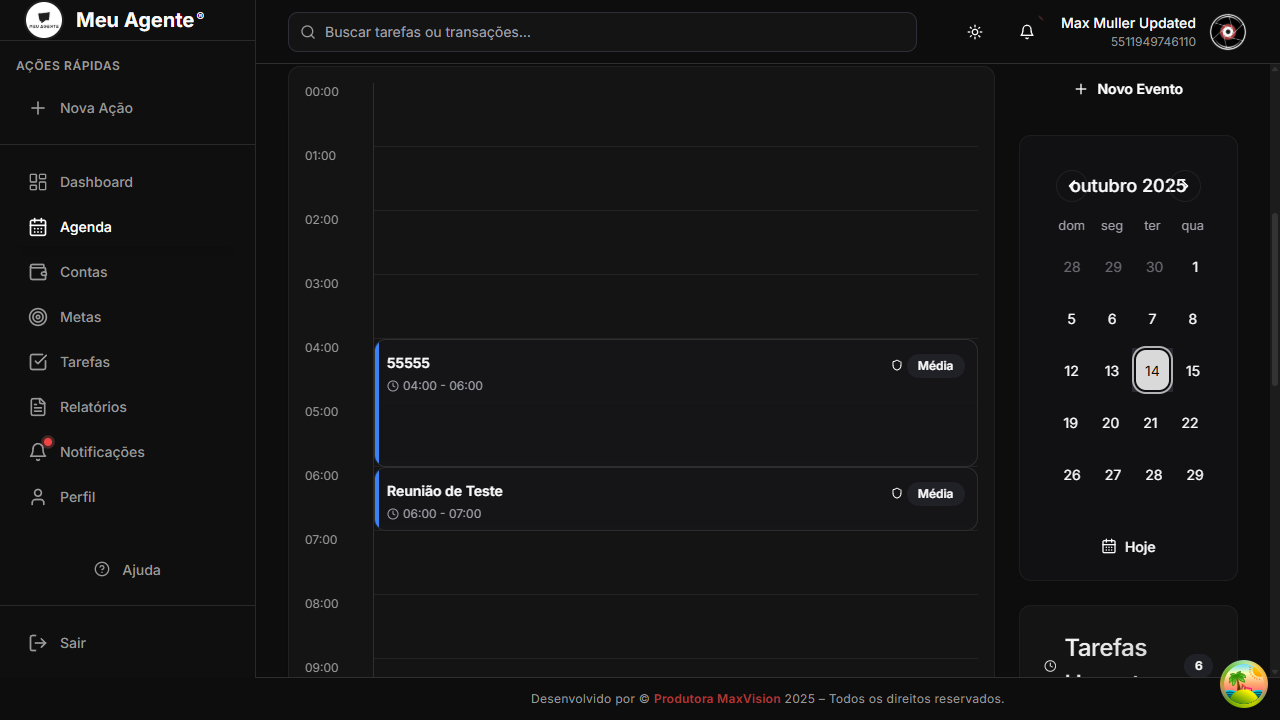 Meu Agente®
AÇÕES RÁPIDAS
Nova Ação
Dashboard
Agenda
Contas
Metas
Tarefas
Relatórios
Notificações
Perfil
Ajuda
Sair
Buscar tarefas ou transações...
Max Muller Updated
5511949746110
00:00
01:00
02:00
03:00
04:00
55555
Média
04:00 - 06:00
05:00
06:00
Reunião de Teste
Média
06:00 - 07:00
07:00
08:00
09:00
Novo Evento
outubro 2025
dom seg ter qua
28 29 30 1
5 6 7 8
12 13 14 15
19 20 21 22
26 27 28 29
Hoje
Tarefas
6
Desenvolvido por © Produtora MaxVision 2025 – Todos os direitos reservados.